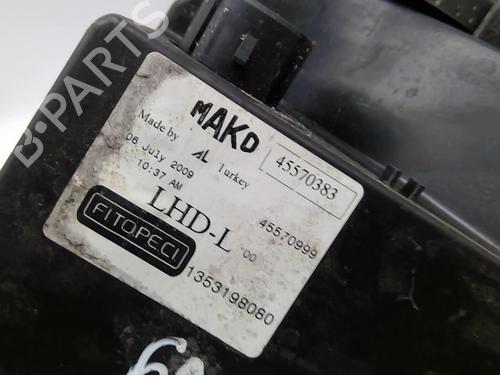 B-PARTS
MAKO
45570383
Made by
AL
Turkey
06 July 2009
10:37 AM
LHD-L
00
45570999
FITOPECI
1353198080